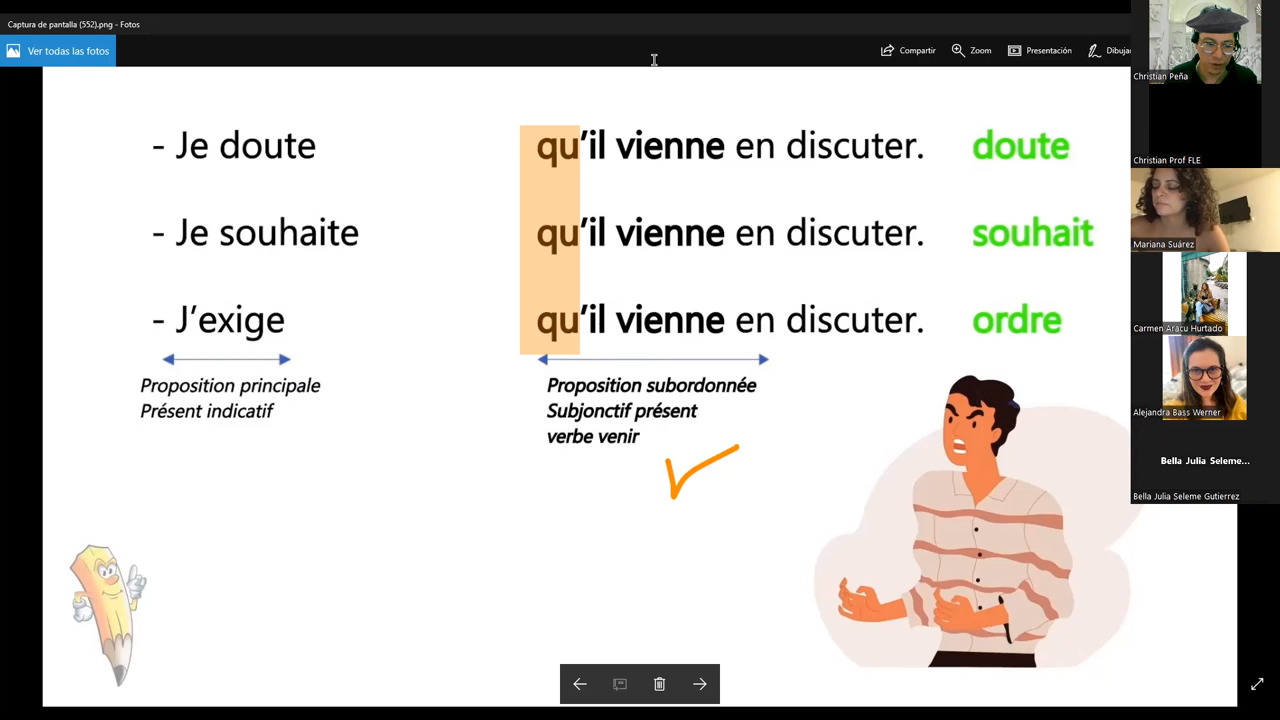 Captura de pantalla (552).png - Fotos
Ver todas las fotos
Compartir
Zoom
Presentación
Dibujar
- Je doute qu'il vienne en discuter. doute
- Je souhaite qu'il vienne en discuter. souhait
- J'exige qu'il vienne en discuter. ordre
Proposition principale
Présent indicatif
Proposition subordonnée
Subjonctif présent
verbe venir
Christian Peña
Christian Prof FLE
Mariana Suárez
Carmen Aracu Hurtado
Alejandra Bass Werner
Bella Julia Seleme...
Bella Julia Seleme Gutierrez